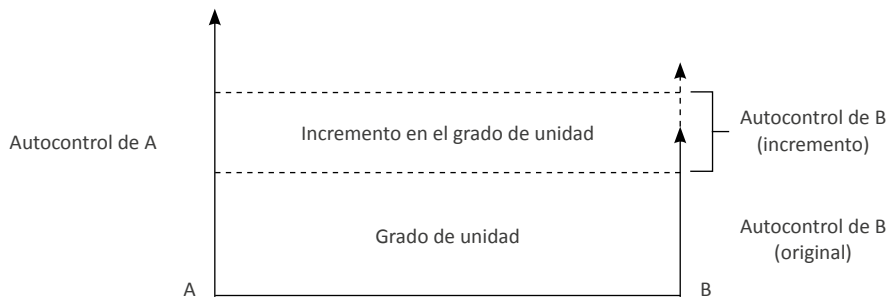 Autocontrol de A
Incremento en el grado de unidad
Autocontrol de B
(incremento)
Grado de unidad
Autocontrol de B
(original)
A
B